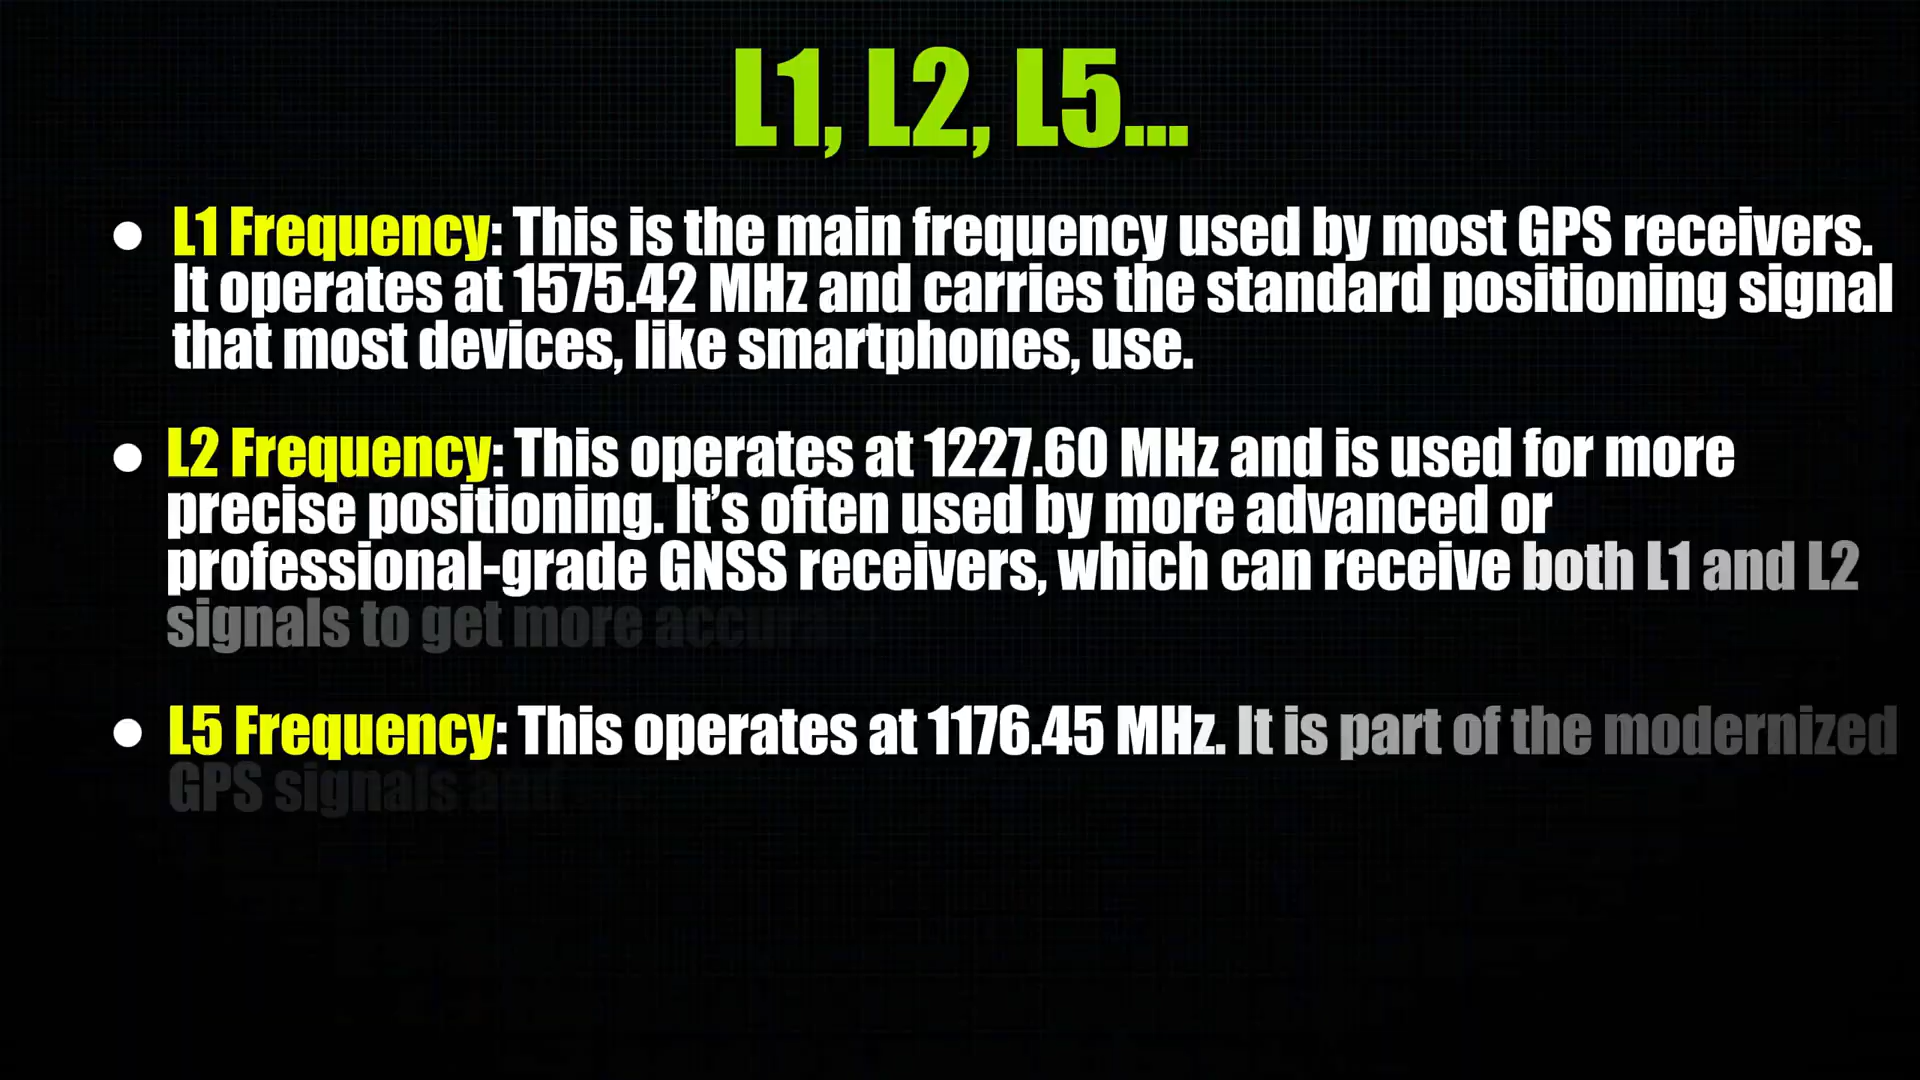 L1, L2, L5...
• L1 Frequency: This is the main frequency used by most GPS receivers.
It operates at 1575.42 MHz and carries the standard positioning signal
that most devices, like smartphones, use.
• L2 Frequency: This operates at 1227.60 MHz and is used for more
precise positioning. It’s often used by more advanced or
professional-grade GNSS receivers, which can receive both L1 and L2
signals to get more
• L5 Frequency: This operates at 1176.45 MHz. It is part of the modernized
GPS signals and